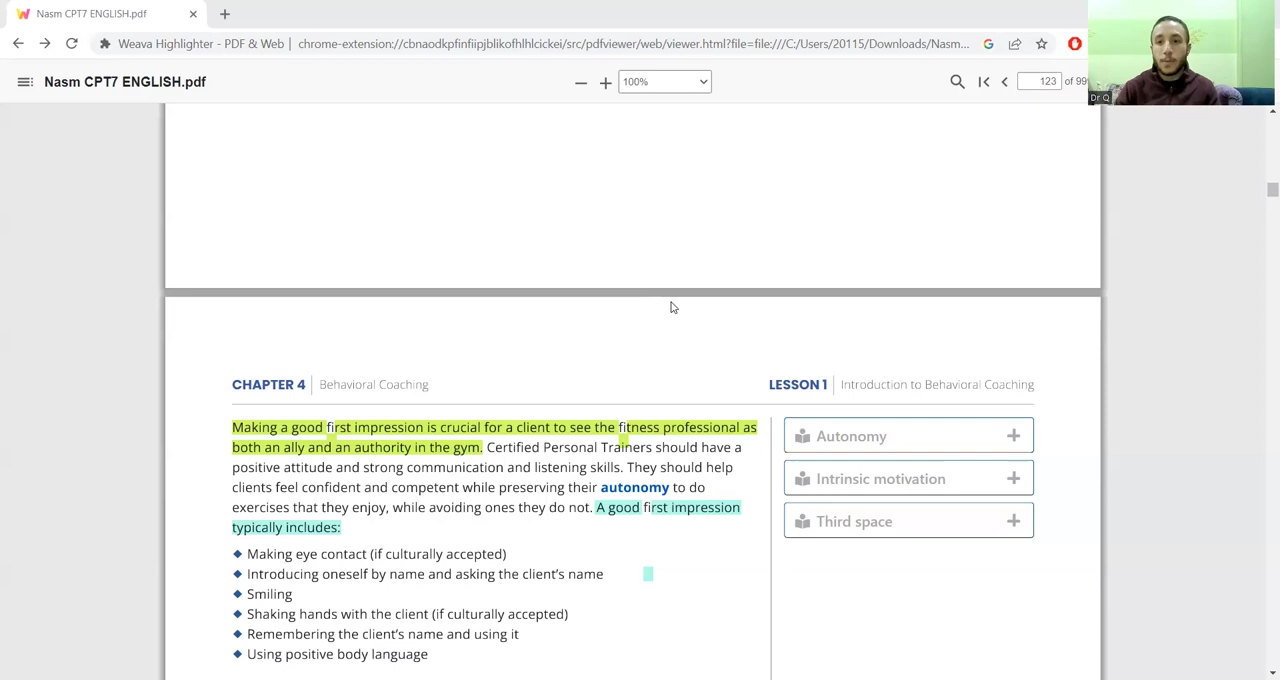 Nasm CPT7 ENGLISH.pdf
Weava Highlighter - PDF & Web | chrome-extension://cbnaodkpfinfiipjblikofhlhlcickei/src/pdfviewer/web/viewer.html?file=file:///C:/Users/20115/Downloads/Nasm...
Nasm CPT7 ENGLISH.pdf
100%
123 of 99
Dr Q
CHAPTER 4 | Behavioral Coaching
LESSON 1 | Introduction to Behavioral Coaching
Making a good first impression is crucial for a client to see the fitness professional as
both an ally and an authority in the gym. Certified Personal Trainers should have a
positive attitude and strong communication and listening skills. They should help
clients feel confident and competent while preserving their autonomy to do
exercises that they enjoy, while avoiding ones they do not. A good first impression
typically includes:
◆ Making eye contact (if culturally accepted)
◆ Introducing oneself by name and asking the client's name
◆ Smiling
◆ Shaking hands with the client (if culturally accepted)
◆ Remembering the client's name and using it
◆ Using positive body language
Autonomy
Intrinsic motivation
Third space